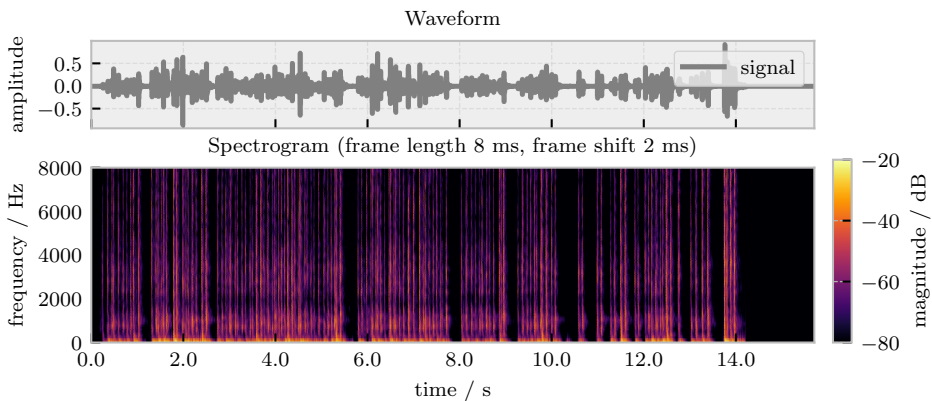 Waveform
amplitude
0.5
0.0
−0.5
signal
Spectrogram (frame length 8 ms, frame shift 2 ms)
frequency / Hz
8000
6000
4000
2000
0
0.0 2.0 4.0 6.0 8.0 10.0 12.0 14.0
time / s
−20
−40
−60
−80
magnitude / dB